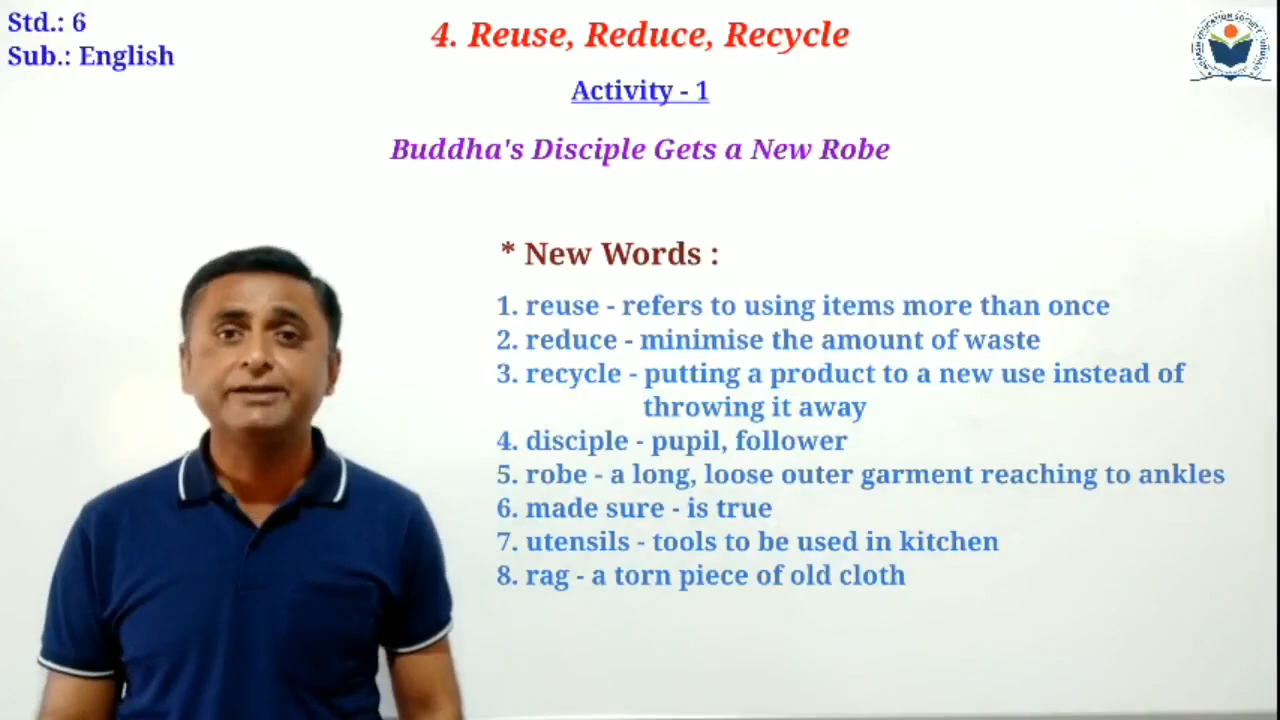 Std.: 6
Sub.: English
4. Reuse, Reduce, Recycle
Activity - 1
Buddha's Disciple Gets a New Robe
* New Words :
1. reuse - refers to using items more than once
2. reduce - minimise the amount of waste
3. recycle - putting a product to a new use instead of
throwing it away
4. disciple - pupil, follower
5. robe - a long, loose outer garment reaching to ankles
6. made sure - is true
7. utensils - tools to be used in kitchen
8. rag - a torn piece of old cloth